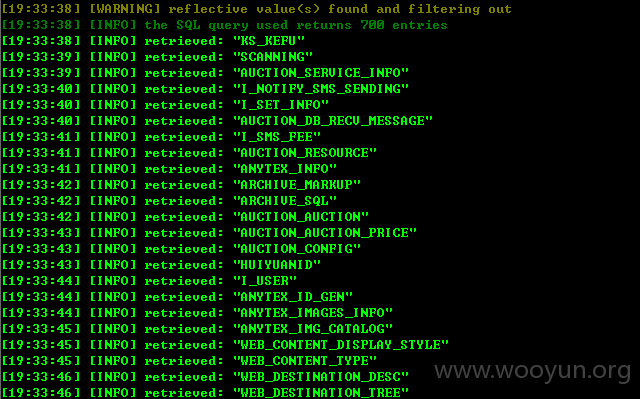 [19:33:38] [WARNING] reflective value(s) found and filtering out
[19:33:38] [INFO] the SQL query used returns 700 entries
[19:33:38] [INFO] retrieved: "KS_KEFU"
[19:33:39] [INFO] retrieved: "SCANNING"
[19:33:39] [INFO] retrieved: "AUCTION_SERVICE_INFO"
[19:33:40] [INFO] retrieved: "I_NOTIFY_SMS_SENDING"
[19:33:40] [INFO] retrieved: "I_SET_INFO"
[19:33:40] [INFO] retrieved: "AUCTION_DB_RECV_MESSAGE"
[19:33:41] [INFO] retrieved: "I_SMS_FEE"
[19:33:41] [INFO] retrieved: "AUCTION_RESOURCE"
[19:33:41] [INFO] retrieved: "ANYTEX_INFO"
[19:33:42] [INFO] retrieved: "ARCHIVE_MARKUP"
[19:33:42] [INFO] retrieved: "ARCHIVE_SQL"
[19:33:42] [INFO] retrieved: "AUCTION_AUCTION"
[19:33:43] [INFO] retrieved: "AUCTION_AUCTION_PRICE"
[19:33:43] [INFO] retrieved: "AUCTION_CONFIG"
[19:33:43] [INFO] retrieved: "HUIYUANID"
[19:33:44] [INFO] retrieved: "I_USER"
[19:33:44] [INFO] retrieved: "ANYTEX_ID_GEN"
[19:33:44] [INFO] retrieved: "ANYTEX_IMAGES_INFO"
[19:33:45] [INFO] retrieved: "ANYTEX_IMG_CATALOG"
[19:33:45] [INFO] retrieved: "WEB_CONTENT_DISPLAY_STYLE"
[19:33:45] [INFO] retrieved: "WEB_CONTENT_TYPE"
[19:33:46] [INFO] retrieved: "WEB_DESTINATION_DESC"
[19:33:46] [INFO] retrieved: "WEB_DESTINATION_TREE"
www.wooyun.org